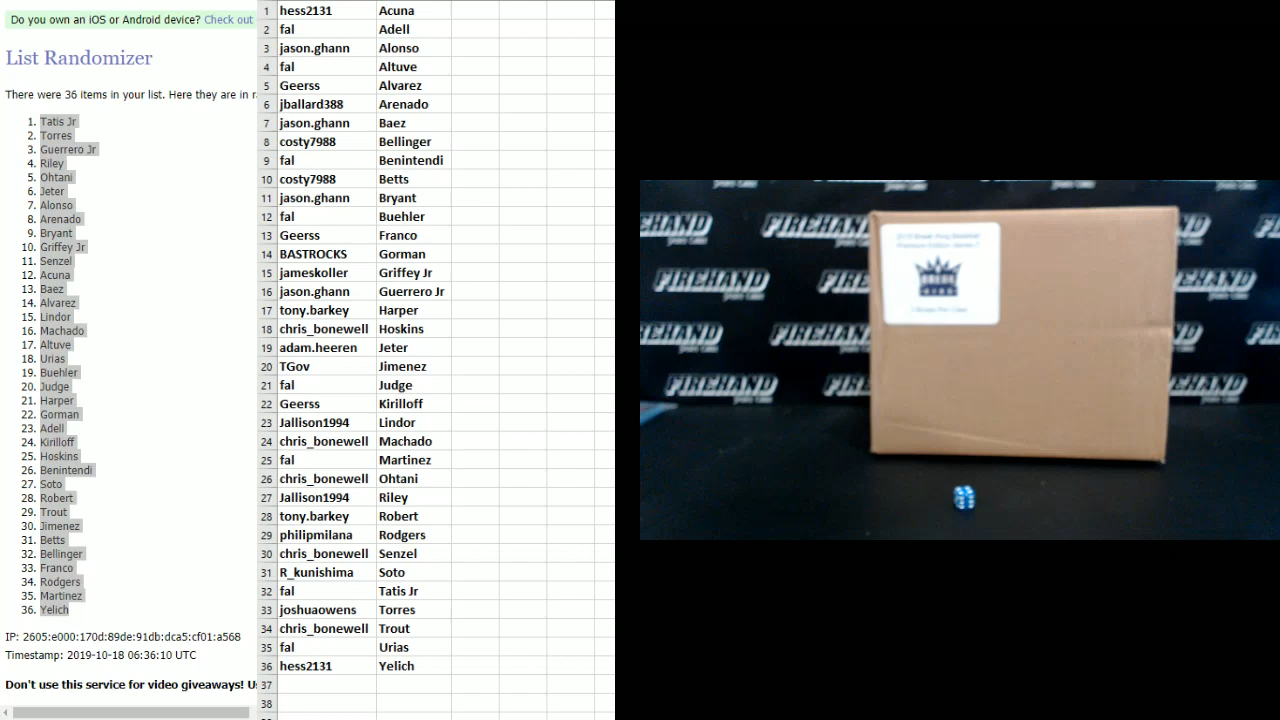 Do you own an iOS or Android device? Check out
List Randomizer
There were 36 items in your list. Here they are in r
1. Tatis Jr
2. Torres
3. Guerrero Jr
4. Riley
5. Ohtani
6. Jeter
7. Alonso
8. Arenado
9. Bryant
10. Griffey Jr
11. Senzel
12. Acuna
13. Baez
14. Alvarez
15. Lindor
16. Machado
17. Altuve
18. Urias
19. Buehler
20. Judge
21. Harper
22. Gorman
23. Adell
24. Kirilloff
25. Hoskins
26. Benintendi
27. Soto
28. Robert
29. Trout
30. Jimenez
31. Betts
32. Bellinger
33. Franco
34. Rodgers
35. Martinez
36. Yelich
IP: 2605:e000:170d:89de:91db:dca5:cf01:a568
Timestamp: 2019-10-18 06:36:10 UTC
Don't use this service for video giveaways! U
1 hess2131 Acuna
2 fal Adell
3 jason.ghann Alonso
4 fal Altuve
5 Geerss Alvarez
6 jballard388 Arenado
7 jason.ghann Baez
8 costy7988 Bellinger
9 fal Benintendi
10 costy7988 Betts
11 jason.ghann Bryant
12 fal Buehler
13 Geerss Franco
14 BASTROCKS Gorman
15 jameskoller Griffey Jr
16 jason.ghann Guerrero Jr
17 tony.barkey Harper
18 chris_bonewell Hoskins
19 adam.heeren Jeter
20 TGov Jimenez
21 fal Judge
22 Geerss Kirilloff
23 Jallison1994 Lindor
24 chris_bonewell Machado
25 fal Martinez
26 chris_bonewell Ohtani
27 Jallison1994 Riley
28 tony.barkey Robert
29 philipmilana Rodgers
30 chris_bonewell Senzel
31 R_kunishima Soto
32 fal Tatis Jr
33 joshuaowens Torres
34 chris_bonewell Trout
35 fal Urias
36 hess2131 Yelich
37
38
FIREHAND FIREHAND
FIREHAND
FIREHAND FIREHAND
FIREHAND
BREAK
KING